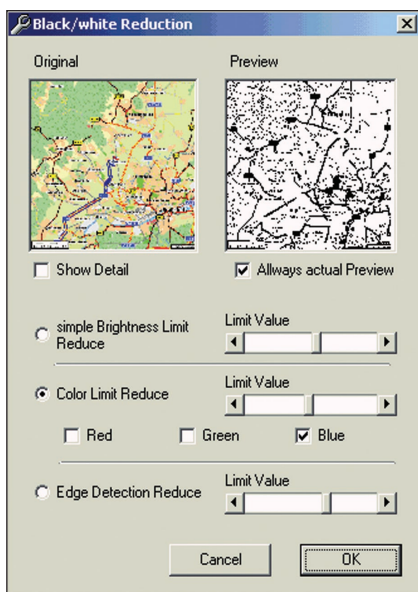 Black/white Reduction
Original Preview
Show Detail Allways actual Preview
simple Brightness Limit
Reduce
Limit Value
Color Limit Reduce
Limit Value
Red Green Blue
Edge Detection Reduce
Limit Value
Cancel OK